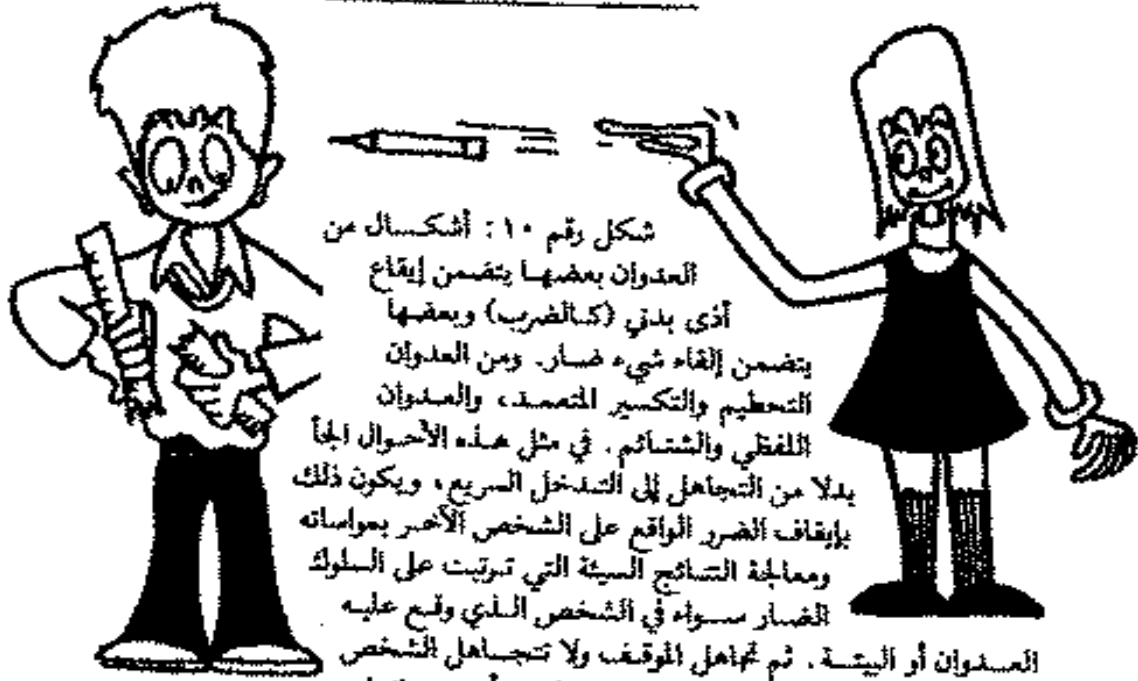 شكل رقم ١٠ : أشكال من
العدوان بعضها يتضمن إيقاع
أذى بدني (كالضرب) وبعضها
يتضمن إلقاء شيء ضار. ومن العدوان
التحطيم والتكسير المتعمد، والعدوان
اللفظي والشتائم. في مثل هذه الأحوال الجأ
بدلا من التجاهل إلى التدخل السريع، ويكون ذلك
بإيقاف الضرر الواقع على الشخص الآخر بمواساته
ومعالجة النتائج السيئة التي ترتبت على السلوك
الضار سواء في الشخص الذي وقع عليه
العدوان أو البيئة. ثم تجاهل الموقف ولا تتجاهل الشخص